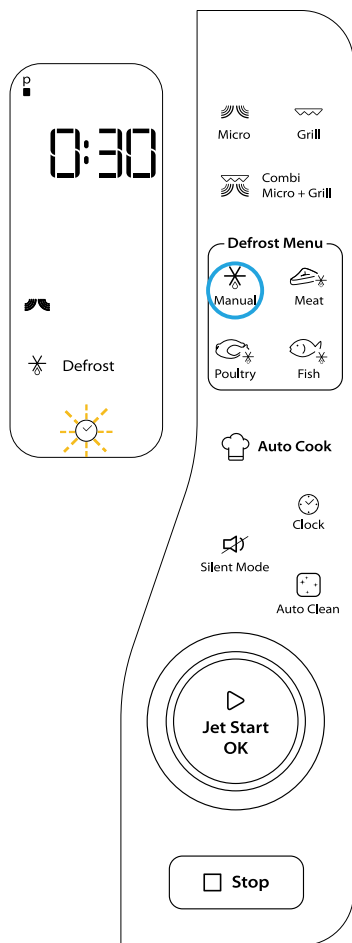 p
0:30
Defrost
Micro
Grill
Combi
Micro + Grill
Defrost Menu
Manual
Meat
Poultry
Fish
Auto Cook
Clock
Silent Mode
Auto Clean
Jet Start
OK
Stop